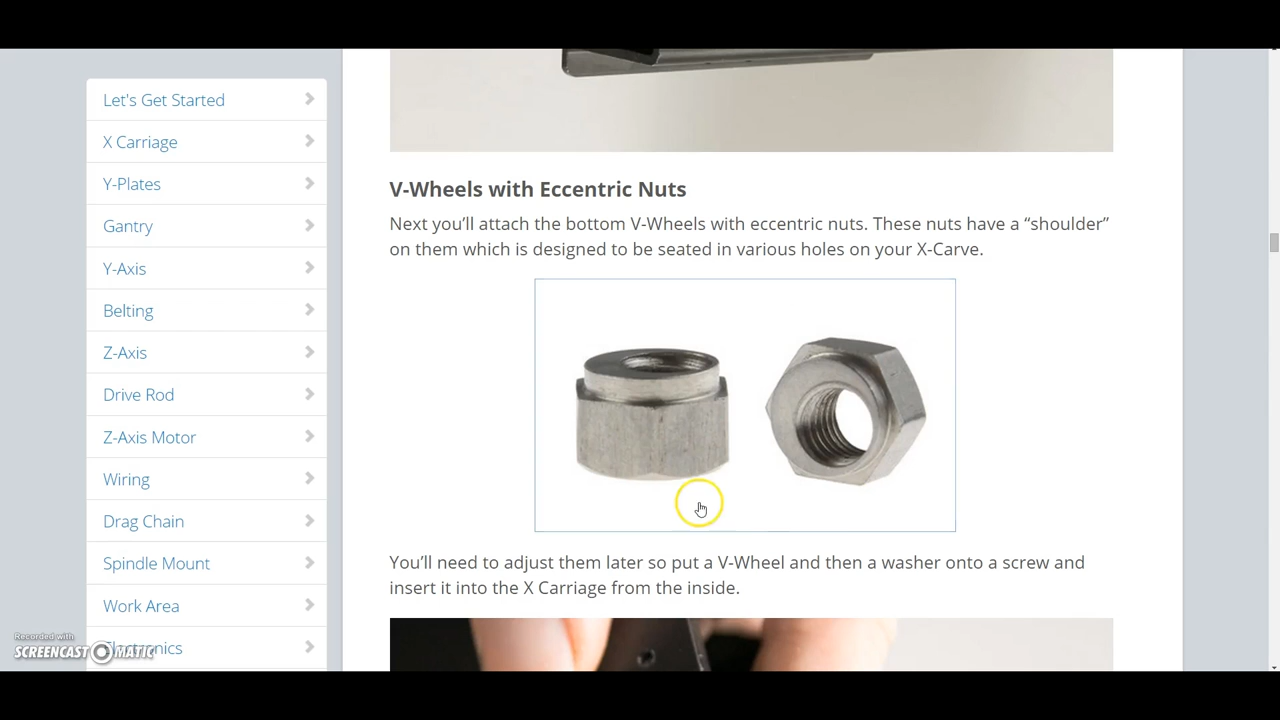 Let's Get Started
X Carriage
Y-Plates
Gantry
Y-Axis
Belting
Z-Axis
Drive Rod
Z-Axis Motor
Wiring
Drag Chain
Spindle Mount
Work Area
Electronics
Recorded with
SCREENCAST MATIC
V-Wheels with Eccentric Nuts
Next you’ll attach the bottom V-Wheels with eccentric nuts. These nuts have a “shoulder”
on them which is designed to be seated in various holes on your X-Carve.
You’ll need to adjust them later so put a V-Wheel and then a washer onto a screw and
insert it into the X Carriage from the inside.